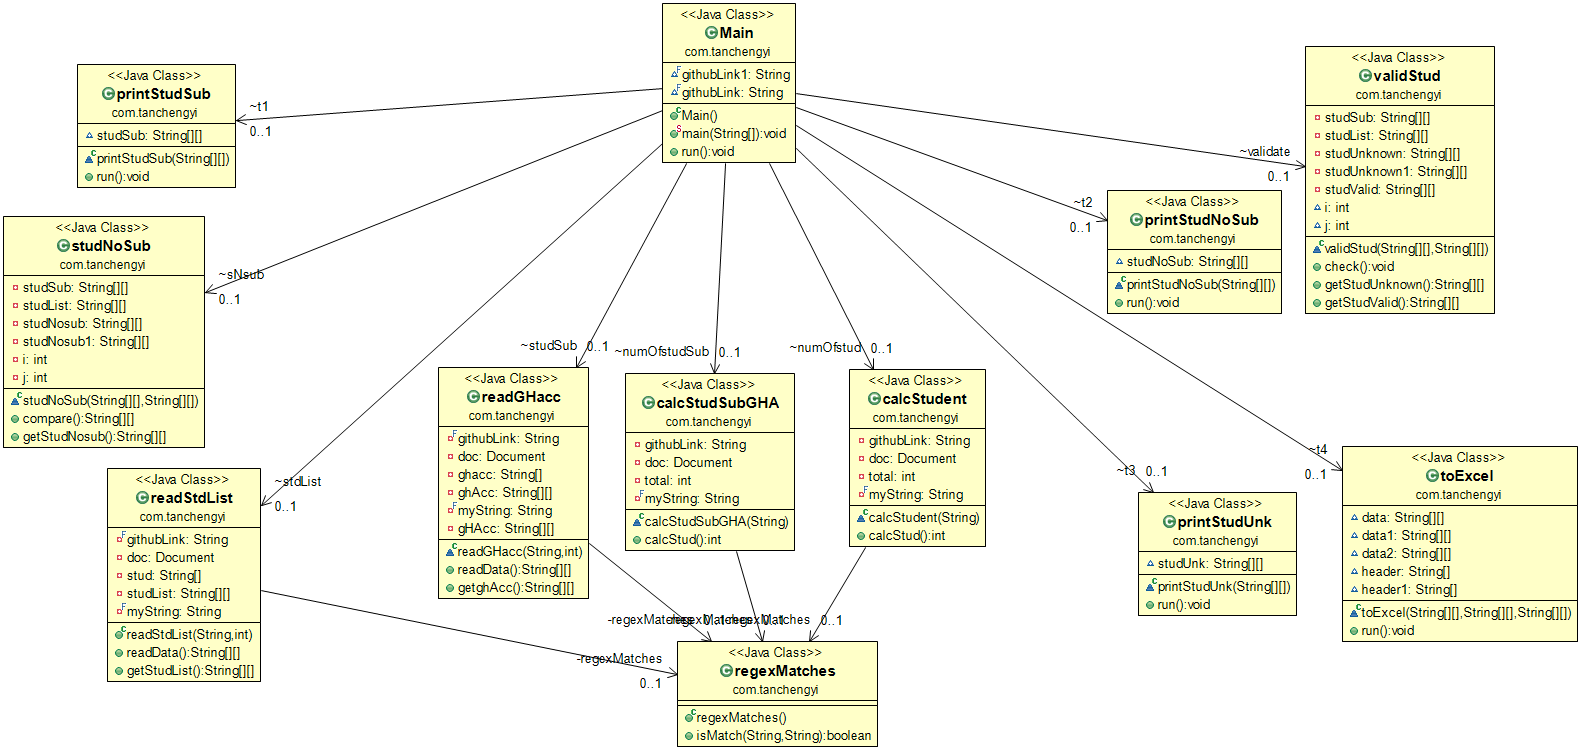 <<Java Class>>
Main
com.tanchengyi
githubLink1: String
githubLink: String
Main()
main(String[]):void
run():void
<<Java Class>>
printStudSub
com.tanchengyi
studSub: String[][]
printStudSub(String[][])
run():void
~t1
0..1
<<Java Class>>
validStud
com.tanchengyi
studSub: String[][]
studList: String[][]
studUnknown: String[][]
studUnknown1: String[][]
studValid: String[][]
i: int
j: int
validStud(String[][],String[][])
check():void
getStudUnknown():String[][]
getStudValid():String[][]
~validate
0..1
<<Java Class>>
printStudNoSub
com.tanchengyi
studNoSub: String[][]
printStudNoSub(String[][])
run():void
~t2
0..1
<<Java Class>>
studNoSub
com.tanchengyi
studSub: String[][]
studList: String[][]
studNosub: String[][]
studNosub1: String[][]
i: int
j: int
studNoSub(String[][],String[][])
compare():String[][]
getStudNosub():String[][]
~sNsub
0..1
~studSub
0..1
<<Java Class>>
readGHacc
com.tanchengyi
githubLink: String
doc: Document
ghacc: String[]
ghAcc: String[][]
myString: String
gHAcc: String[][]
readGHacc(String,int)
readData():String[][]
getghAcc():String[][]
~numOfstudSub
0..1
<<Java Class>>
calcStudSubGHA
com.tanchengyi
githubLink: String
doc: Document
total: int
myString: String
calcStudSubGHA(String)
calcStud():int
~numOfstud
0..1
<<Java Class>>
calcStudent
com.tanchengyi
githubLink: String
doc: Document
total: int
myString: String
calcStudent(String)
calcStud():int
~stdList
0..1
<<Java Class>>
readStdList
com.tanchengyi
githubLink: String
doc: Document
stud: String[]
studList: String[][]
myString: String
readStdList(String,int)
readData():String[][]
getStudList():String[][]
~t3
0..1
<<Java Class>>
printStudUnk
com.tanchengyi
studUnk: String[][]
printStudUnk(String[][])
run():void
~t4
0..1
<<Java Class>>
toExcel
com.tanchengyi
data: String[][]
data1: String[][]
data2: String[][]
header: String[]
header1: String[]
toExcel(String[][],String[][],String[][])
run():void
-regexMatches
0..1
-regexMatches
0..1
-regexMatches
0..1
-regexMatches
0..1
<<Java Class>>
regexMatches
com.tanchengyi
regexMatches()
isMatch(String,String):boolean